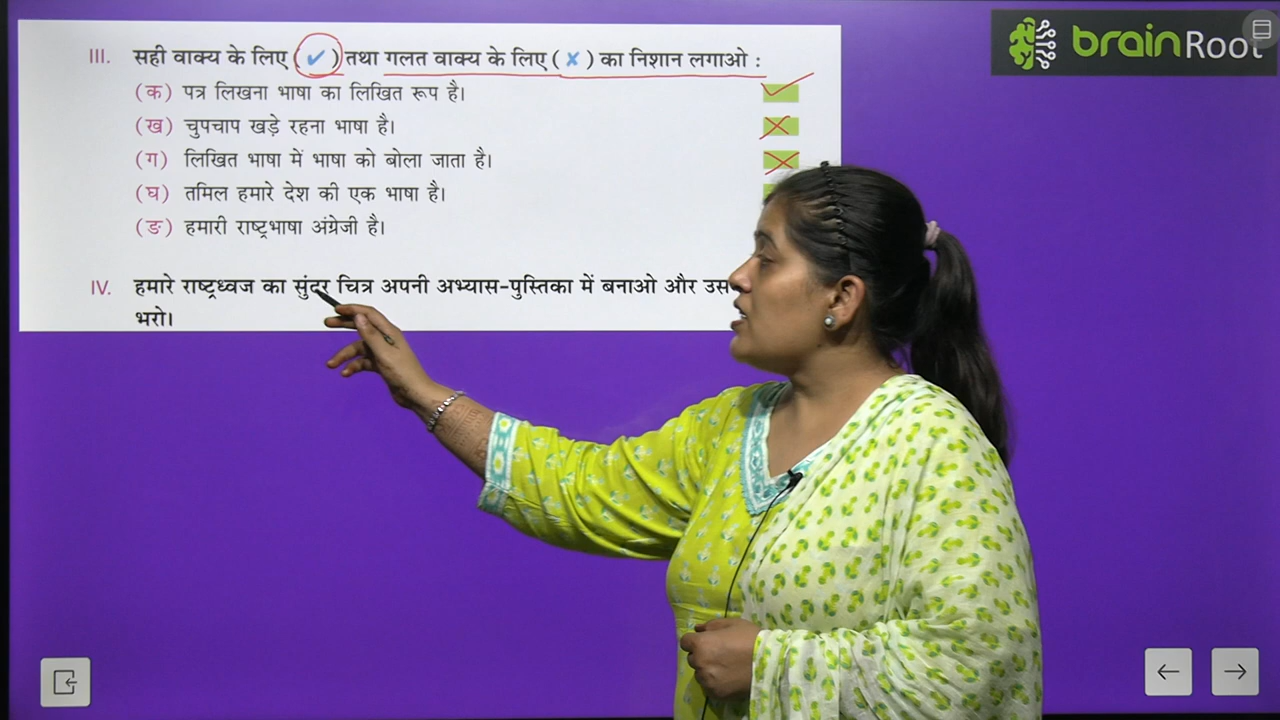 brainRoot
III. सही वाक्य के लिए (✔) तथा गलत वाक्य के लिए (✘) का निशान लगाओ :
(क) पत्र लिखना भाषा का लिखित रूप है।
(ख) चुपचाप खड़े रहना भाषा है।
(ग) लिखित भाषा में भाषा को बोला जाता है।
(घ) तमिल हमारे देश की एक भाषा है।
(ङ) हमारी राष्ट्रभाषा अंग्रेजी है।
IV. हमारे राष्ट्रध्वज का सुंदर चित्र अपनी अभ्यास-पुस्तिका में बनाओ और उस
भरो।